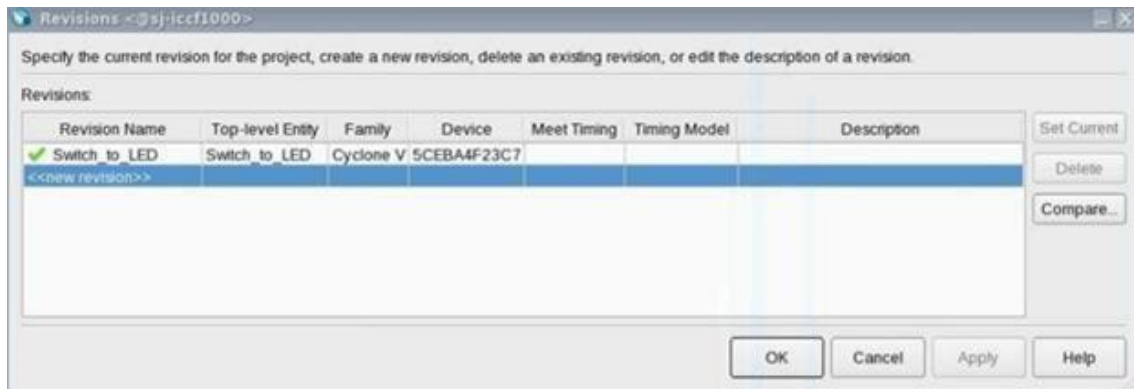 Revisions <@sj-iccf1000>
Specify the current revision for the project, create a new revision, delete an existing revision, or edit the description of a revision.
Revisions:
Revision Name Top-level Entity Family Device Meet Timing Timing Model Description
Switch_to_LED Switch_to_LED Cyclone V 5CEBA4F23C7
<<new revision>>
Set Current
Delete
Compare...
OK Cancel Apply Help